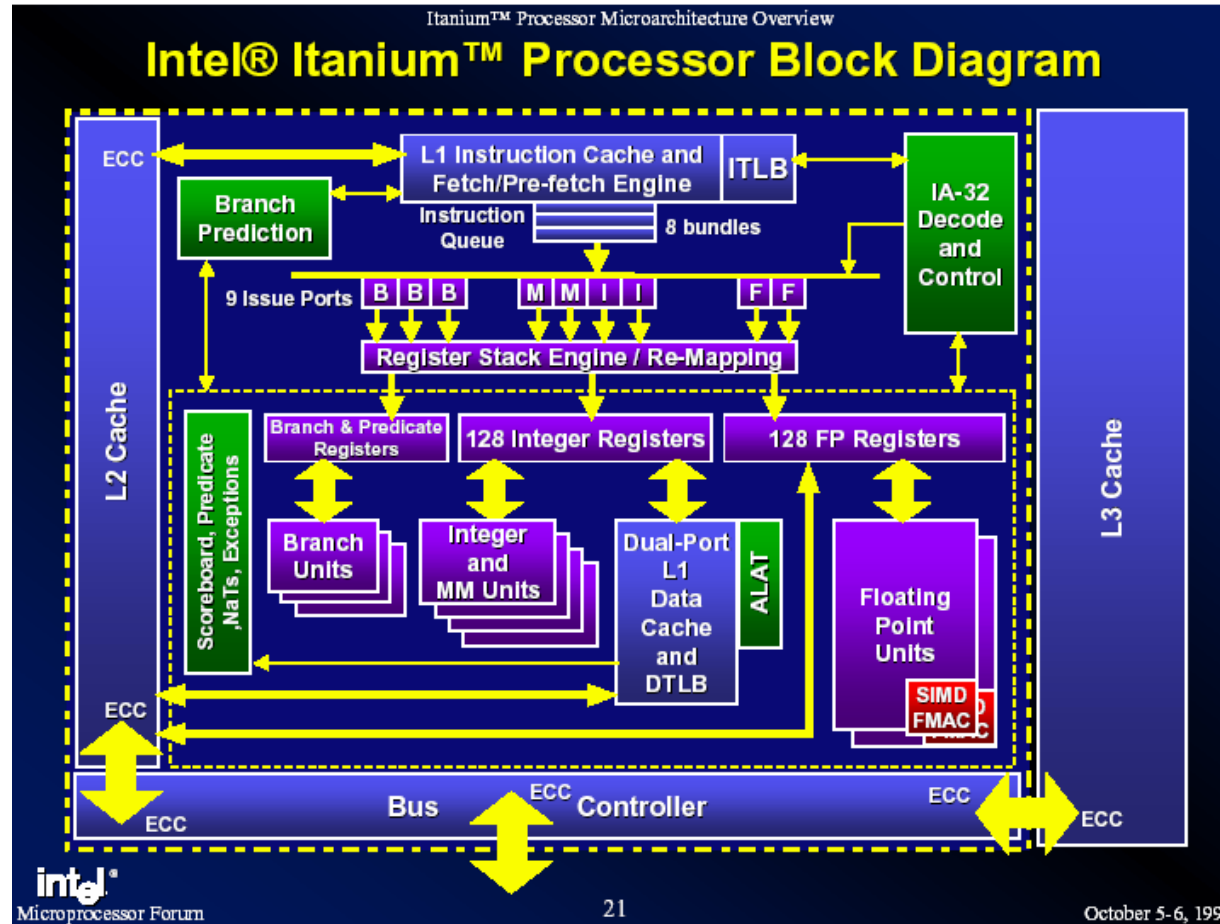 Itanium™ Processor Microarchitecture Overview
Intel® Itanium™ Processor Block Diagram
ECC
L1 Instruction Cache and
Fetch/Pre-fetch Engine
ITLB
Branch
Prediction
Instruction
Queue
8 bundles
IA-32
Decode
and
Control
9 Issue Ports
B B B M M I I F F
Register Stack Engine / Re-Mapping
L2 Cache
L3 Cache
Scoreboard, Predicate
,NaTs, Exceptions
Branch & Predicate
Registers
128 Integer Registers
128 FP Registers
Branch
Units
Integer
and
MM Units
Dual-Port
L1
Data
Cache
and
DTLB
ALAT
Floating
Point
Units
SIMD
FMAC
D
FMAC
ECC
ECC
Bus
ECC
Controller
ECC
ECC
intel®
Microprocessor Forum
21
October 5-6, 199